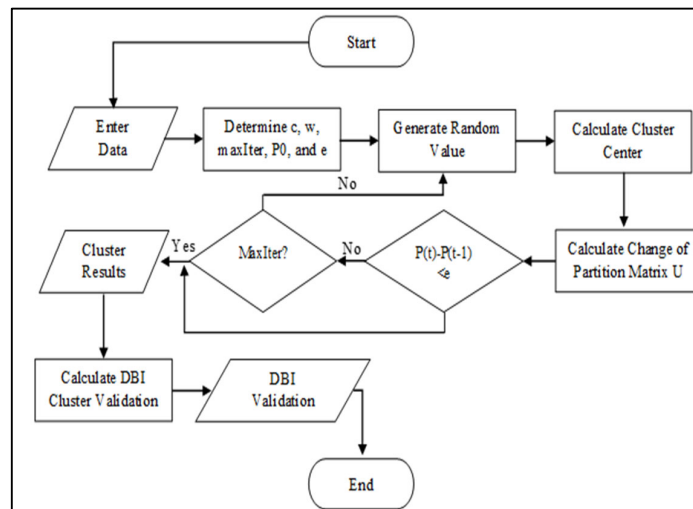 Start
Enter
Data
Determine c, w,
maxIter, P0, and e
Generate Random
Value
Calculate Cluster
Center
No
Cluster
Results
Yes
MaxIter?
No
P(t)-P(t-1)
<e
Calculate Change of
Partition Matrix U
Calculate DBI
Cluster Validation
DBI
Validation
End